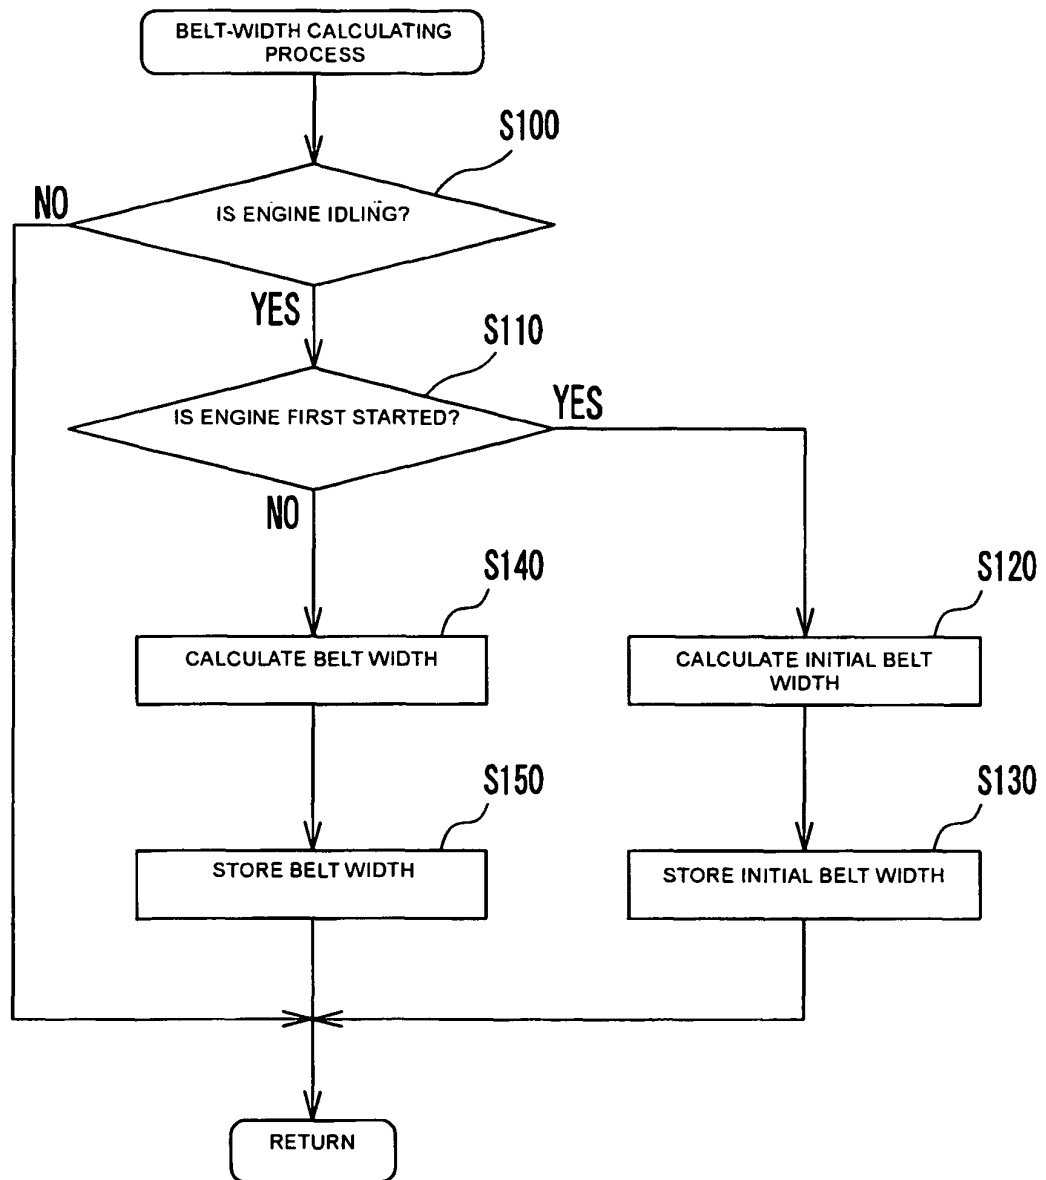 BELT-WIDTH CALCULATING
PROCESS
S100
NO
IS ENGINE IDLING?
YES
S110
IS ENGINE FIRST STARTED?
YES
NO
S140
S120
CALCULATE BELT WIDTH
CALCULATE INITIAL BELT
WIDTH
S150
S130
STORE BELT WIDTH
STORE INITIAL BELT WIDTH
RETURN